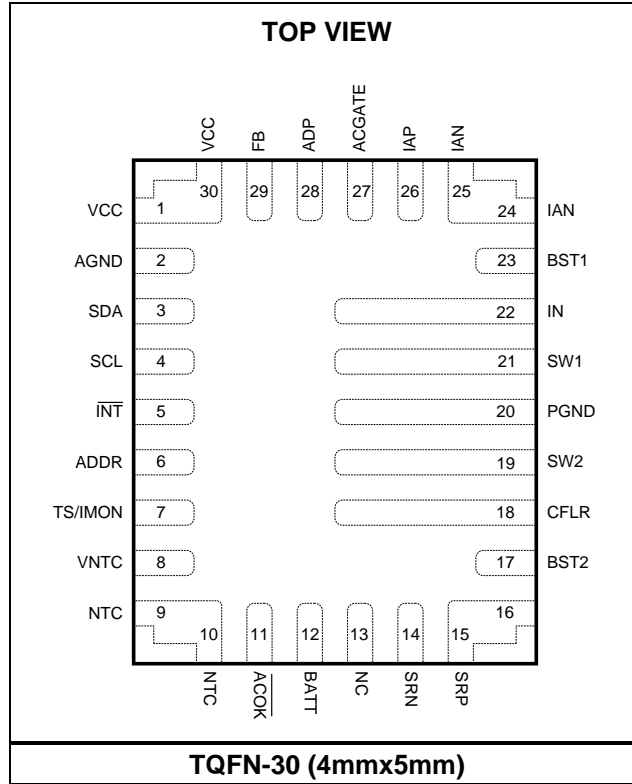 TOP VIEW
VCC
FB
ADP
ACGATE
IAP
IAN
30
29
28
27
26
25
VCC 1
24 IAN
AGND 2
23 BST1
SDA 3
22 IN
SCL 4
21 SW1
INT 5
20 PGND
ADDR 6
19 SW2
TS/IMON 7
18 CFLR
VNTC 8
17 BST2
NTC 9
16
10
11
12
13
14
15
NTC
ACOK
BATT
NC
SRN
SRP
TQFN-30 (4mmx5mm)